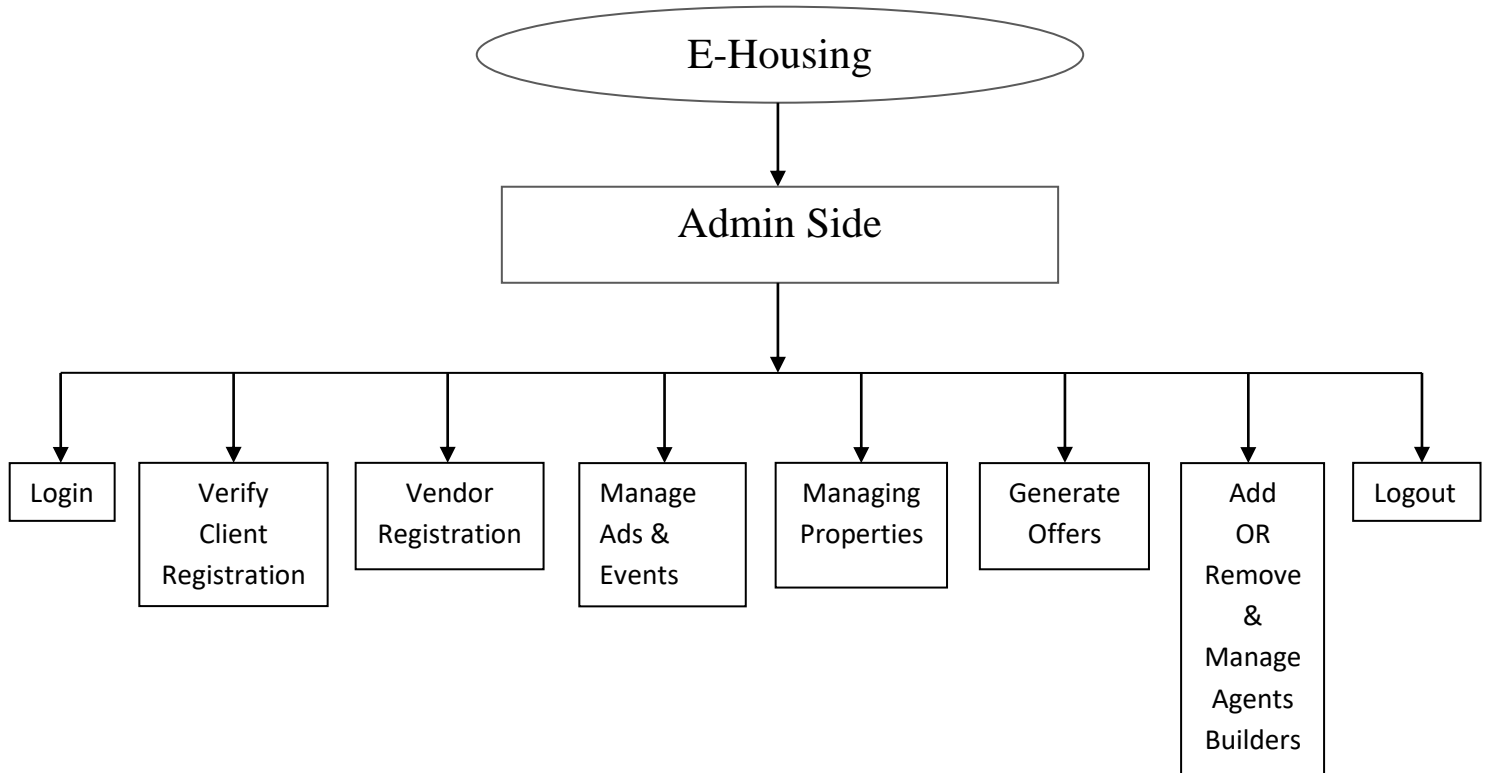 E-Housing
Admin Side
Login
Verify
Client
Registration
Vendor
Registration
Manage
Ads &
Events
Managing
Properties
Generate
Offers
Add
OR
Remove
&
Manage
Agents
Builders
Logout